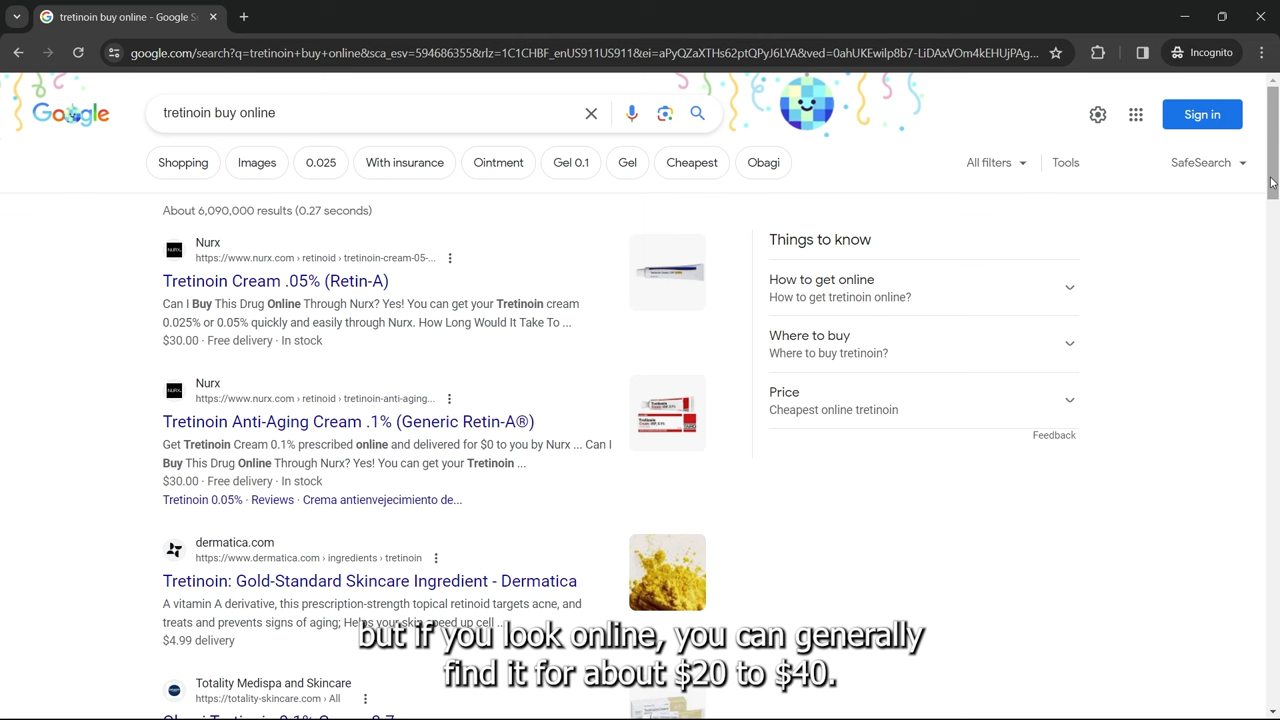 tretinoin buy online - Google S
google.com/search?q=tretinoin+buy+online&sca_esv=594686355&rlz=1C1CHBF_enUS911US911&ei=aPyQZaXTHs62ptQPyJ6LYA&ved=0ahUKEwilp8b7-LiDAxVOm4kEHUjPAg...
Incognito
Google
tretinoin buy online
Sign in
Shopping
Images
0.025
With insurance
Ointment
Gel 0.1
Gel
Cheapest
Obagi
All filters
Tools
SafeSearch
About 6,090,000 results (0.27 seconds)
Nurx
https://www.nurx.com › retinoid › tretinoin-cream-05-...
Tretinoin Cream .05% (Retin-A)
Can I Buy This Drug Online Through Nurx? Yes! You can get your Tretinoin cream
0.025% or 0.05% quickly and easily through Nurx. How Long Would It Take To ...
$30.00 · Free delivery · In stock
Nurx
https://www.nurx.com › retinoid › tretinoin-anti-aging...
Tretinoin Anti-Aging Cream .1% (Generic Retin-A®)
Get Tretinoin Cream 0.1% prescribed online and delivered for $0 to you by Nurx ... Can I
Buy This Drug Online Through Nurx? Yes! You can get your Tretinoin ...
$30.00 · Free delivery · In stock
Tretinoin 0.05% · Reviews · Crema antienvejecimiento de...
dermatica.com
https://www.dermatica.com › ingredients › tretinoin
Tretinoin: Gold-Standard Skincare Ingredient - Dermatica
A vitamin A derivative, this prescription-strength topical retinoid targets acne, and
treats and prevents signs of aging; Helps your skin speed up cell ...
$4.99 delivery
Totality Medispa and Skincare
https://totality-skincare.com › All
Things to know
How to get online
How to get tretinoin online?
Where to buy
Where to buy tretinoin?
Price
Cheapest online tretinoin
Feedback
but if you look online, you can generally
find it for about $20 to $40.